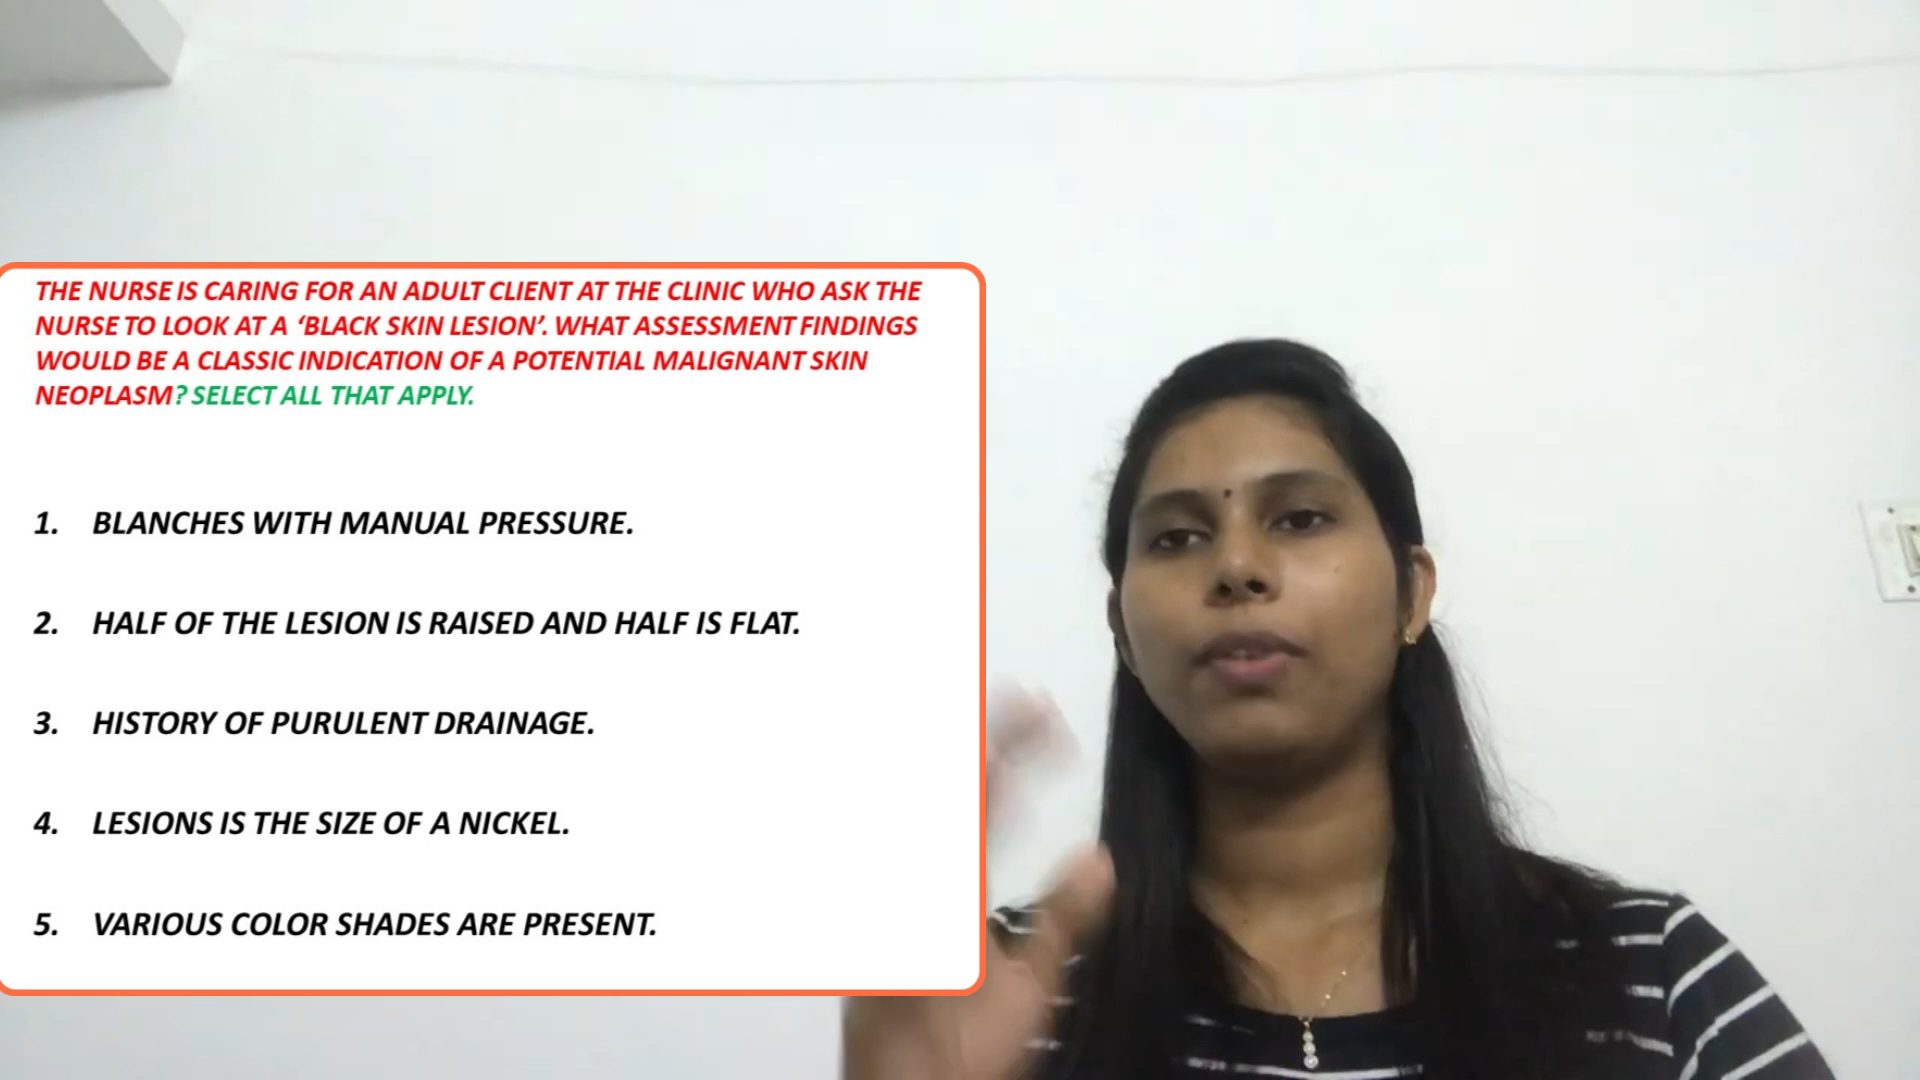 THE NURSE IS CARING FOR AN ADULT CLIENT AT THE CLINIC WHO ASK THE
NURSE TO LOOK AT A ‘BLACK SKIN LESION’. WHAT ASSESSMENT FINDINGS
WOULD BE A CLASSIC INDICATION OF A POTENTIAL MALIGNANT SKIN
NEOPLASM? SELECT ALL THAT APPLY.
1. BLANCHES WITH MANUAL PRESSURE.
2. HALF OF THE LESION IS RAISED AND HALF IS FLAT.
3. HISTORY OF PURULENT DRAINAGE.
4. LESIONS IS THE SIZE OF A NICKEL.
5. VARIOUS COLOR SHADES ARE PRESENT.